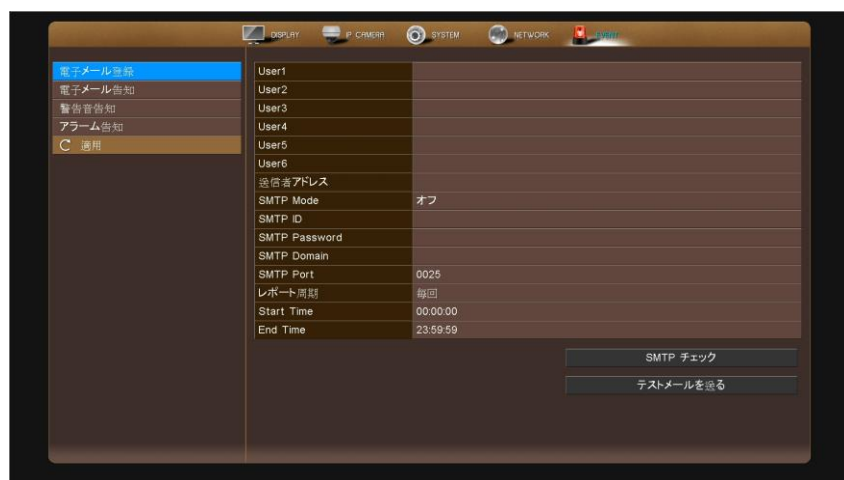 DISPLAY IP CAMERA SYSTEM NETWORK EVENT
電子メール登録
電子メール告知
警告音告知
アラーム告知
適用
User1
User2
User3
User4
User5
User6
送信者アドレス
SMTP Mode オフ
SMTP ID
SMTP Password
SMTP Domain
SMTP Port 0025
レポート周期 毎回
Start Time 00:00:00
End Time 23:59:59
SMTP チェック
テストメールを送る